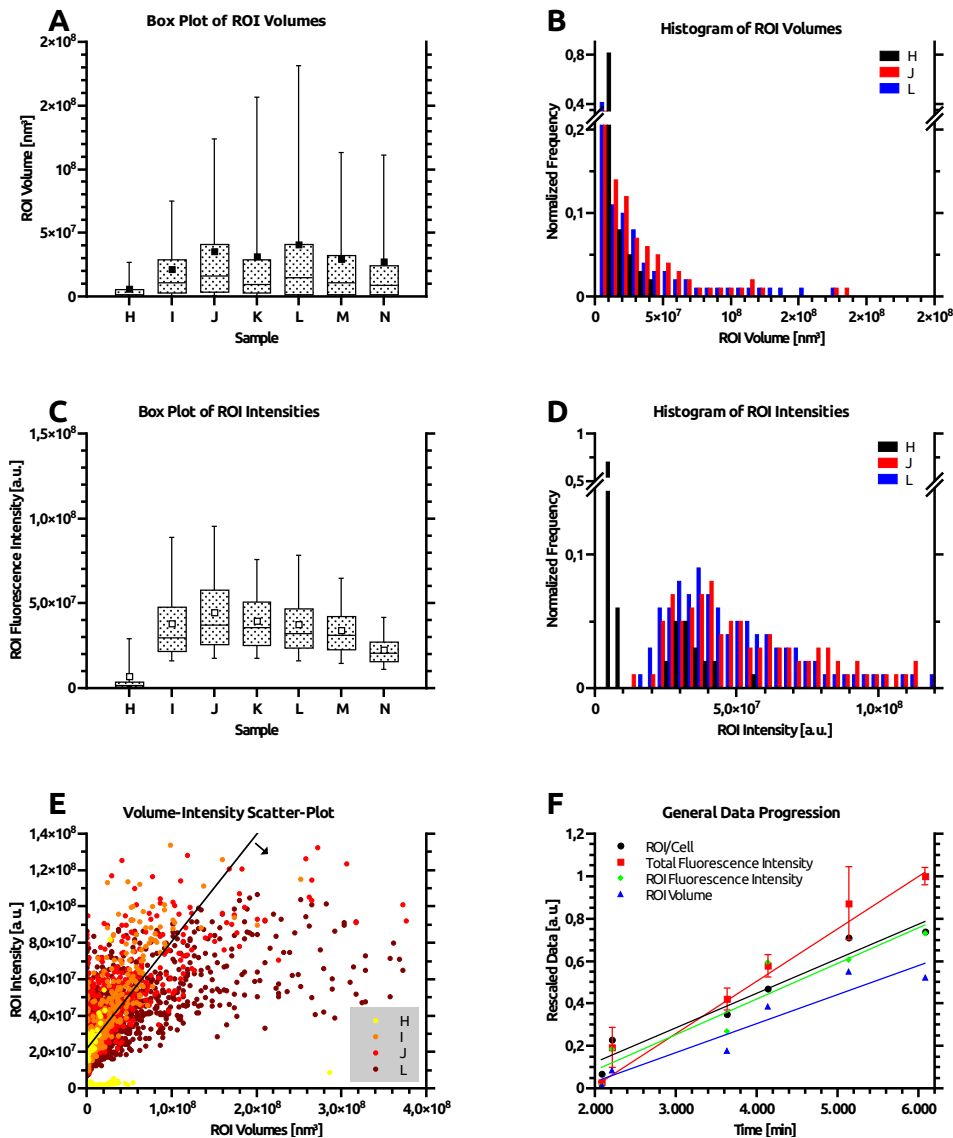 A
Box Plot of ROI Volumes
ROI Volume [nm³]
2×10⁸
2×10⁸
10⁸
5×10⁷
0
H I J K L M N
Sample
B
Histogram of ROI Volumes
Normalized Frequency
0,8
0,4
0,2
0,1
0,0
H
J
L
0 5×10⁷ 10⁸ 2×10⁸ 2×10⁸ 2×10⁸
ROI Volume [nm³]
C
Box Plot of ROI Intensities
ROI Fluorescence Intensity [a.u.]
1,5×10⁸
1,0×10⁸
5,0×10⁷
0
H I J K L M N
Sample
D
Histogram of ROI Intensities
Normalized Frequency
1
0,5
0,1
0
H
J
L
0 5,0×10⁷ 1,0×10⁸
ROI Intensity [a.u.]
E
Volume-Intensity Scatter-Plot
ROI Intensity [a.u.]
1,4×10⁸
1,2×10⁸
1,0×10⁸
8,0×10⁷
6,0×10⁷
4,0×10⁷
2,0×10⁷
0
H
I
J
L
0 1×10⁸ 2×10⁸ 3×10⁸ 4×10⁸
ROI Volumes [nm³]
F
General Data Progression
Rescaled Data [a.u.]
1,2
1
0,8
0,6
0,4
0,2
0
ROI/Cell
Total Fluorescence Intensity
ROI Fluorescence Intensity
ROI Volume
2.000 3.000 4.000 5.000 6.000
Time [min]